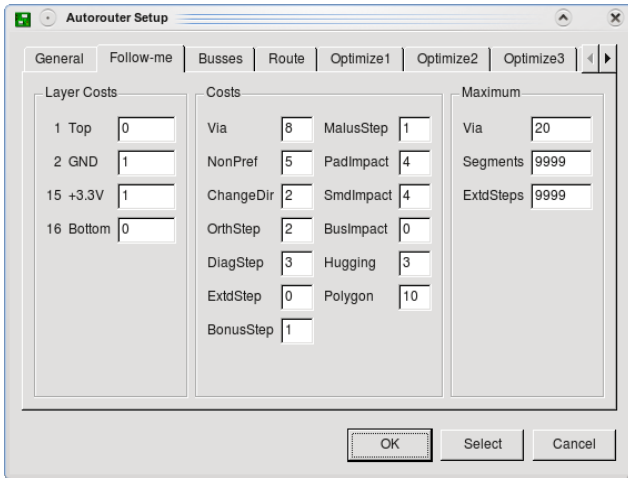 Autorouter Setup
General Follow-me Busses Route Optimize1 Optimize2 Optimize3
Layer Costs Costs Maximum
1 Top 0 Via 8 MalusStep 1 Via 20
2 GND 1 NonPref 5 PadImpact 4 Segments 9999
15 +3.3V 1 ChangeDir 2 SmdImpact 4 ExtdSteps 9999
16 Bottom 0 OrthStep 2 BusImpact 0
DiagStep 3 Hugging 3
ExtdStep 0 Polygon 10
BonusStep 1
OK Select Cancel